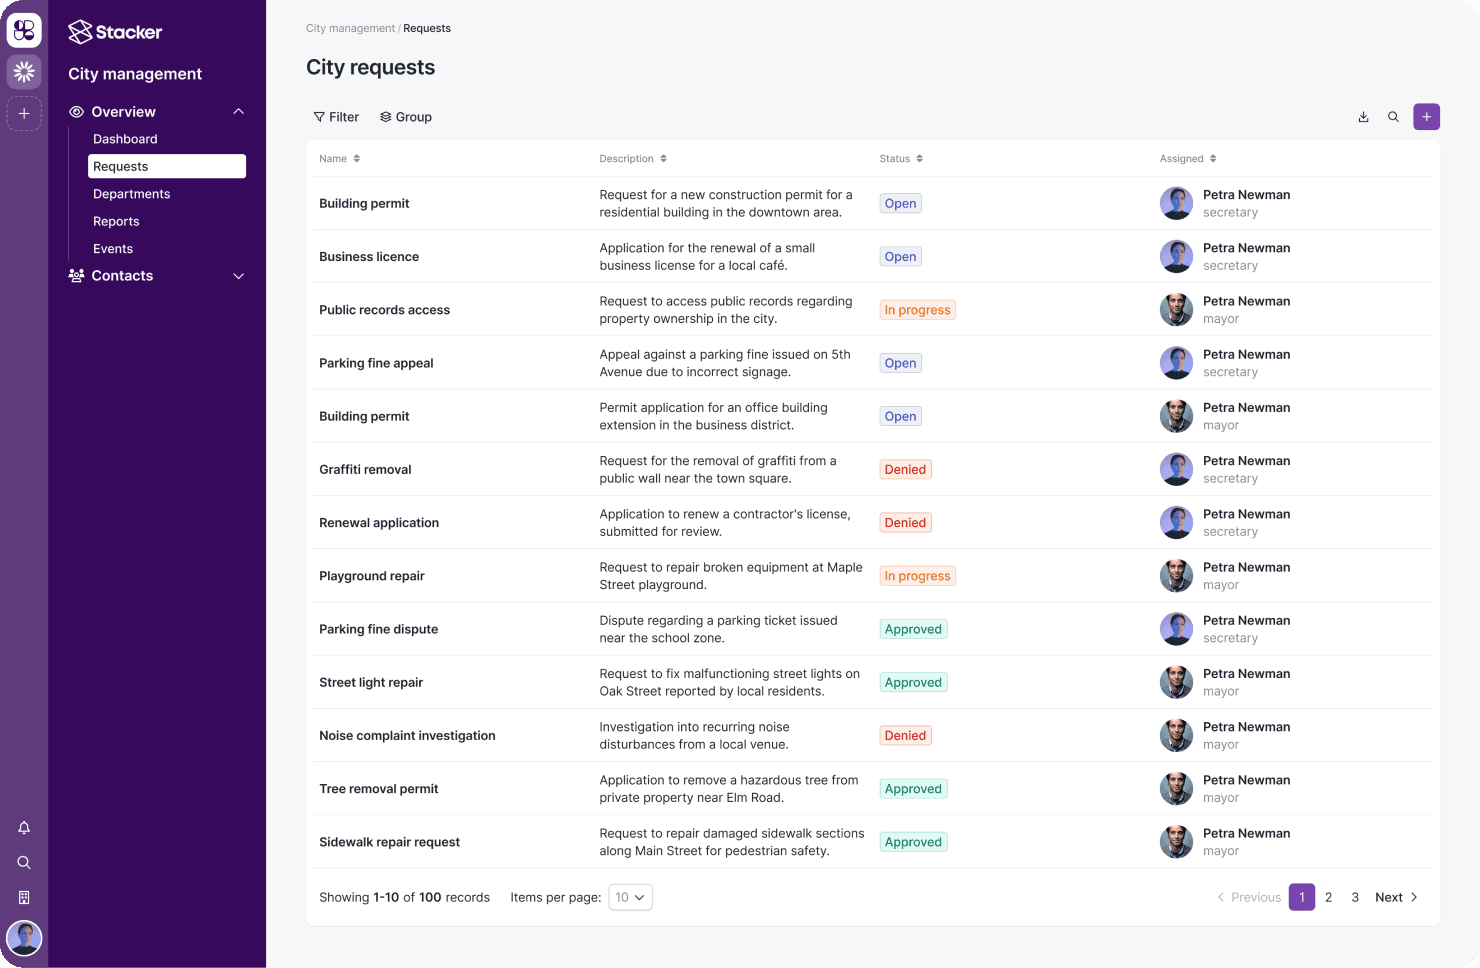 Stacker
City management
Overview
Dashboard
Requests
Departments
Reports
Events
Contacts
City management / Requests
City requests
Filter
Group
Name
Description
Status
Assigned
Building permit
Request for a new construction permit for a
residential building in the downtown area.
Open
Petra Newman
secretary
Business licence
Application for the renewal of a small
business license for a local café.
Open
Petra Newman
secretary
Public records access
Request to access public records regarding
property ownership in the city.
In progress
Petra Newman
mayor
Parking fine appeal
Appeal against a parking fine issued on 5th
Avenue due to incorrect signage.
Open
Petra Newman
secretary
Building permit
Permit application for an office building
extension in the business district.
Open
Petra Newman
mayor
Graffiti removal
Request for the removal of graffiti from a
public wall near the town square.
Denied
Petra Newman
secretary
Renewal application
Application to renew a contractor's license,
submitted for review.
Denied
Petra Newman
secretary
Playground repair
Request to repair broken equipment at Maple
Street playground.
In progress
Petra Newman
mayor
Parking fine dispute
Dispute regarding a parking ticket issued
near the school zone.
Approved
Petra Newman
secretary
Street light repair
Request to fix malfunctioning street lights on
Oak Street reported by local residents.
Approved
Petra Newman
mayor
Noise complaint investigation
Investigation into recurring noise
disturbances from a local venue.
Denied
Petra Newman
mayor
Tree removal permit
Application to remove a hazardous tree from
private property near Elm Road.
Approved
Petra Newman
mayor
Sidewalk repair request
Request to repair damaged sidewalk sections
along Main Street for pedestrian safety.
Approved
Petra Newman
mayor
Showing 1-10 of 100 records
Items per page: 10
Previous 1 2 3 Next